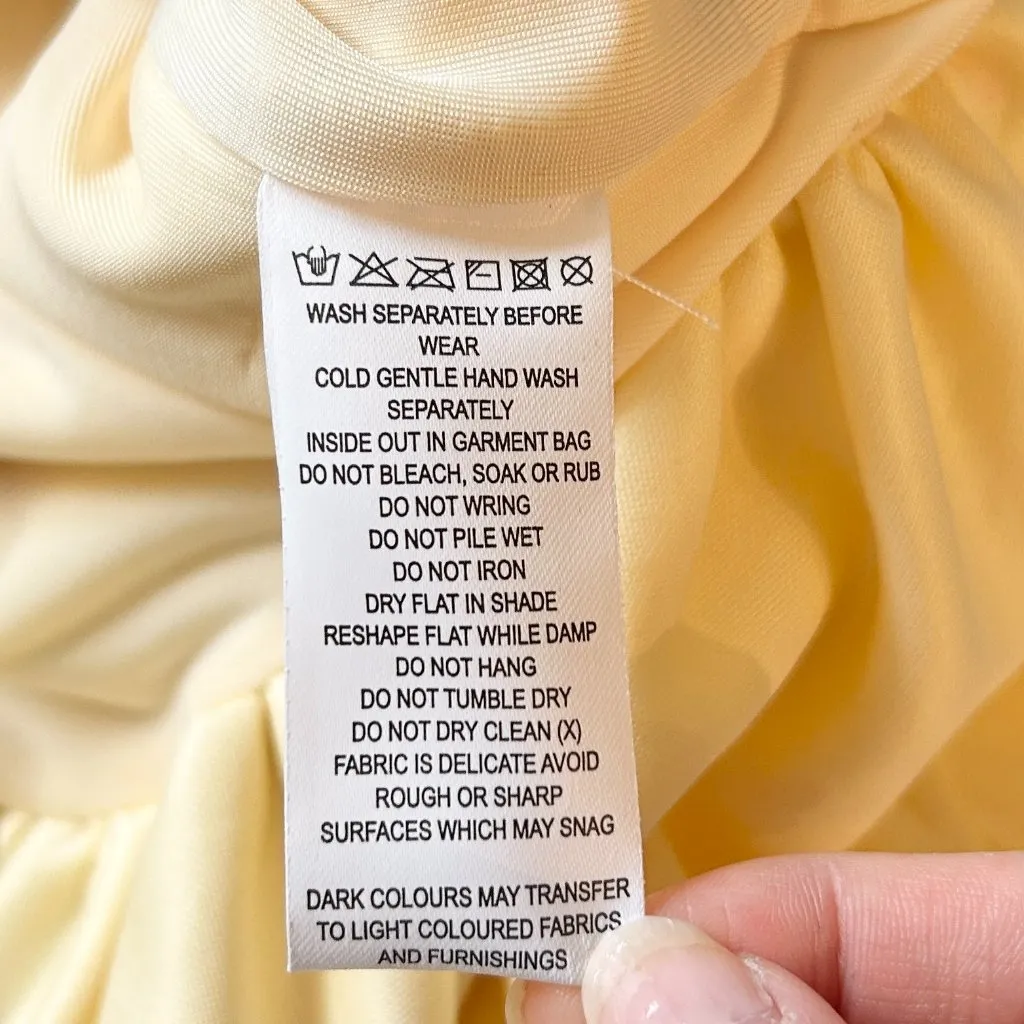 WASH SEPARATELY BEFORE
WEAR
COLD GENTLE HAND WASH
SEPARATELY
INSIDE OUT IN GARMENT BAG
DO NOT BLEACH, SOAK OR RUB
DO NOT WRING
DO NOT PILE WET
DO NOT IRON
DRY FLAT IN SHADE
RESHAPE FLAT WHILE DAMP
DO NOT HANG
DO NOT TUMBLE DRY
DO NOT DRY CLEAN (X)
FABRIC IS DELICATE AVOID
ROUGH OR SHARP
SURFACES WHICH MAY SNAG
DARK COLOURS MAY TRANSFER
TO LIGHT COLOURED FABRICS
AND FURNISHINGS